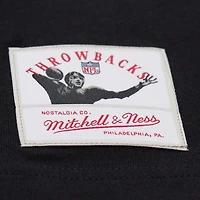 THROWBACKS
NFL
NOSTALGIA CO.
Mitchell & Ness
PHILADELPHIA, PA.